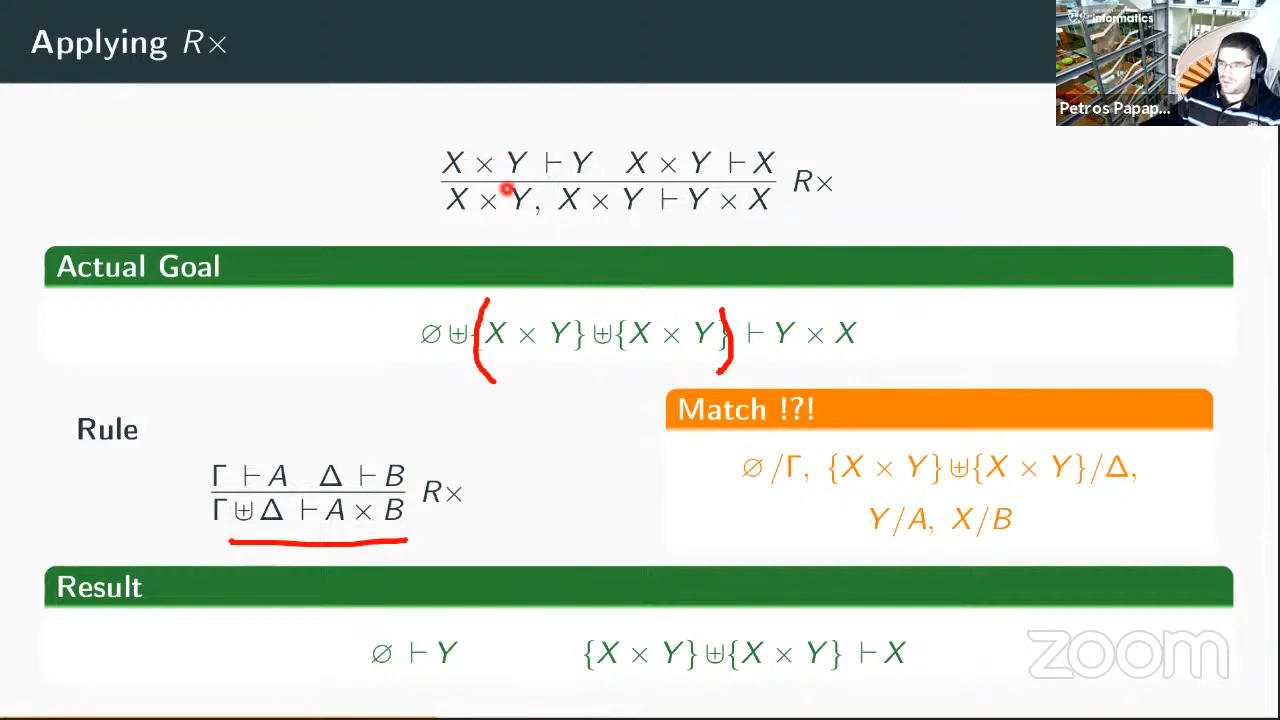 Applying R×
informatics
Petros Papap...
X × Y ⊢ Y X × Y ⊢ X
R×
X × Y, X × Y ⊢ Y × X
Actual Goal
∅ ⊎ {X × Y} ⊎ {X × Y} ⊢ Y × X
Rule
Γ ⊢ A Δ ⊢ B
R×
Γ ⊎ Δ ⊢ A × B
Match !?!
∅/Γ, {X × Y} ⊎ {X × Y}/Δ,
Y/A, X/B
Result
∅ ⊢ Y {X × Y} ⊎ {X × Y} ⊢ X
zoom